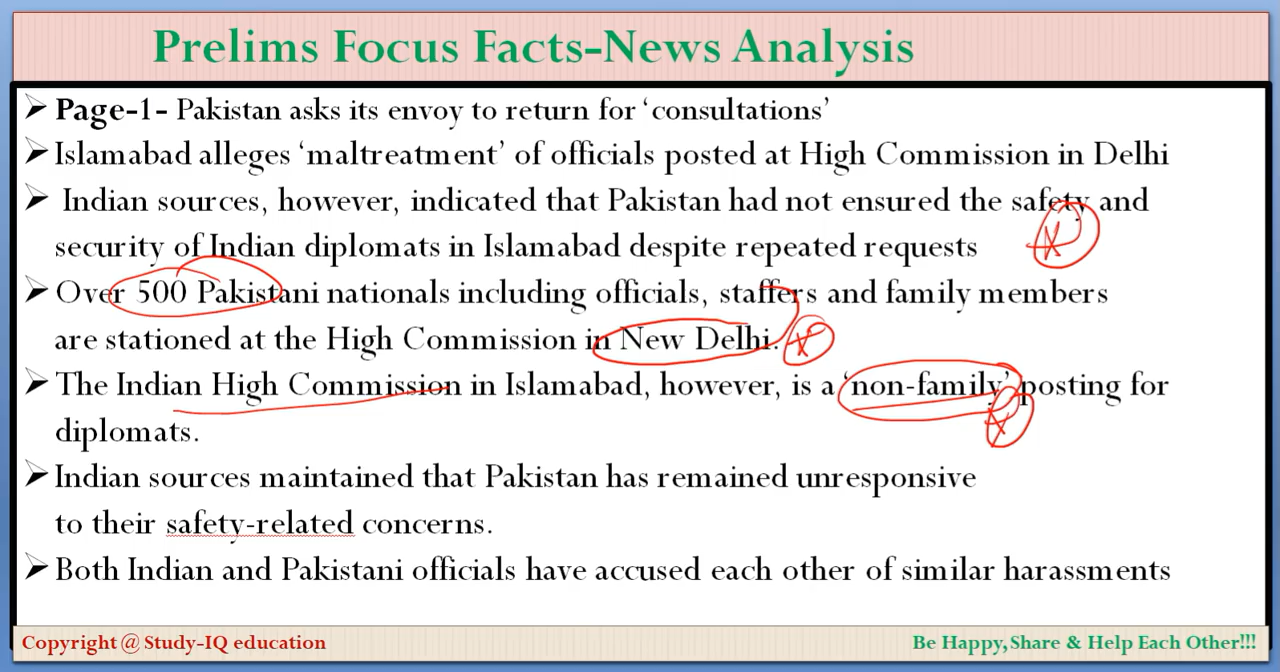 Prelims Focus Facts-News Analysis
➢ Page-1- Pakistan asks its envoy to return for ‘consultations’
➢ Islamabad alleges ‘maltreatment’ of officials posted at High Commission in Delhi
➢ Indian sources, however, indicated that Pakistan had not ensured the safety and
security of Indian diplomats in Islamabad despite repeated requests
➢ Over 500 Pakistani nationals including officials, staffers and family members
are stationed at the High Commission in New Delhi.
➢ The Indian High Commission in Islamabad, however, is a ‘non-family’ posting for
diplomats.
➢ Indian sources maintained that Pakistan has remained unresponsive
to their safety-related concerns.
➢ Both Indian and Pakistani officials have accused each other of similar harassments
Copyright @ Study-IQ education
Be Happy,Share & Help Each Other!!!